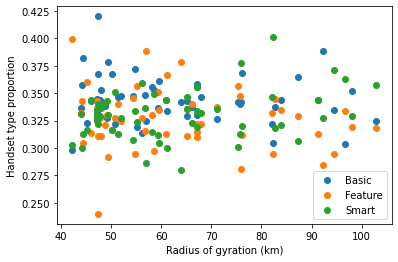 0.425
0.400
0.375
0.350
0.325
0.300
0.275
0.250
Handset type proportion
40 50 60 70 80 90 100
Radius of gyration (km)
Basic
Feature
Smart